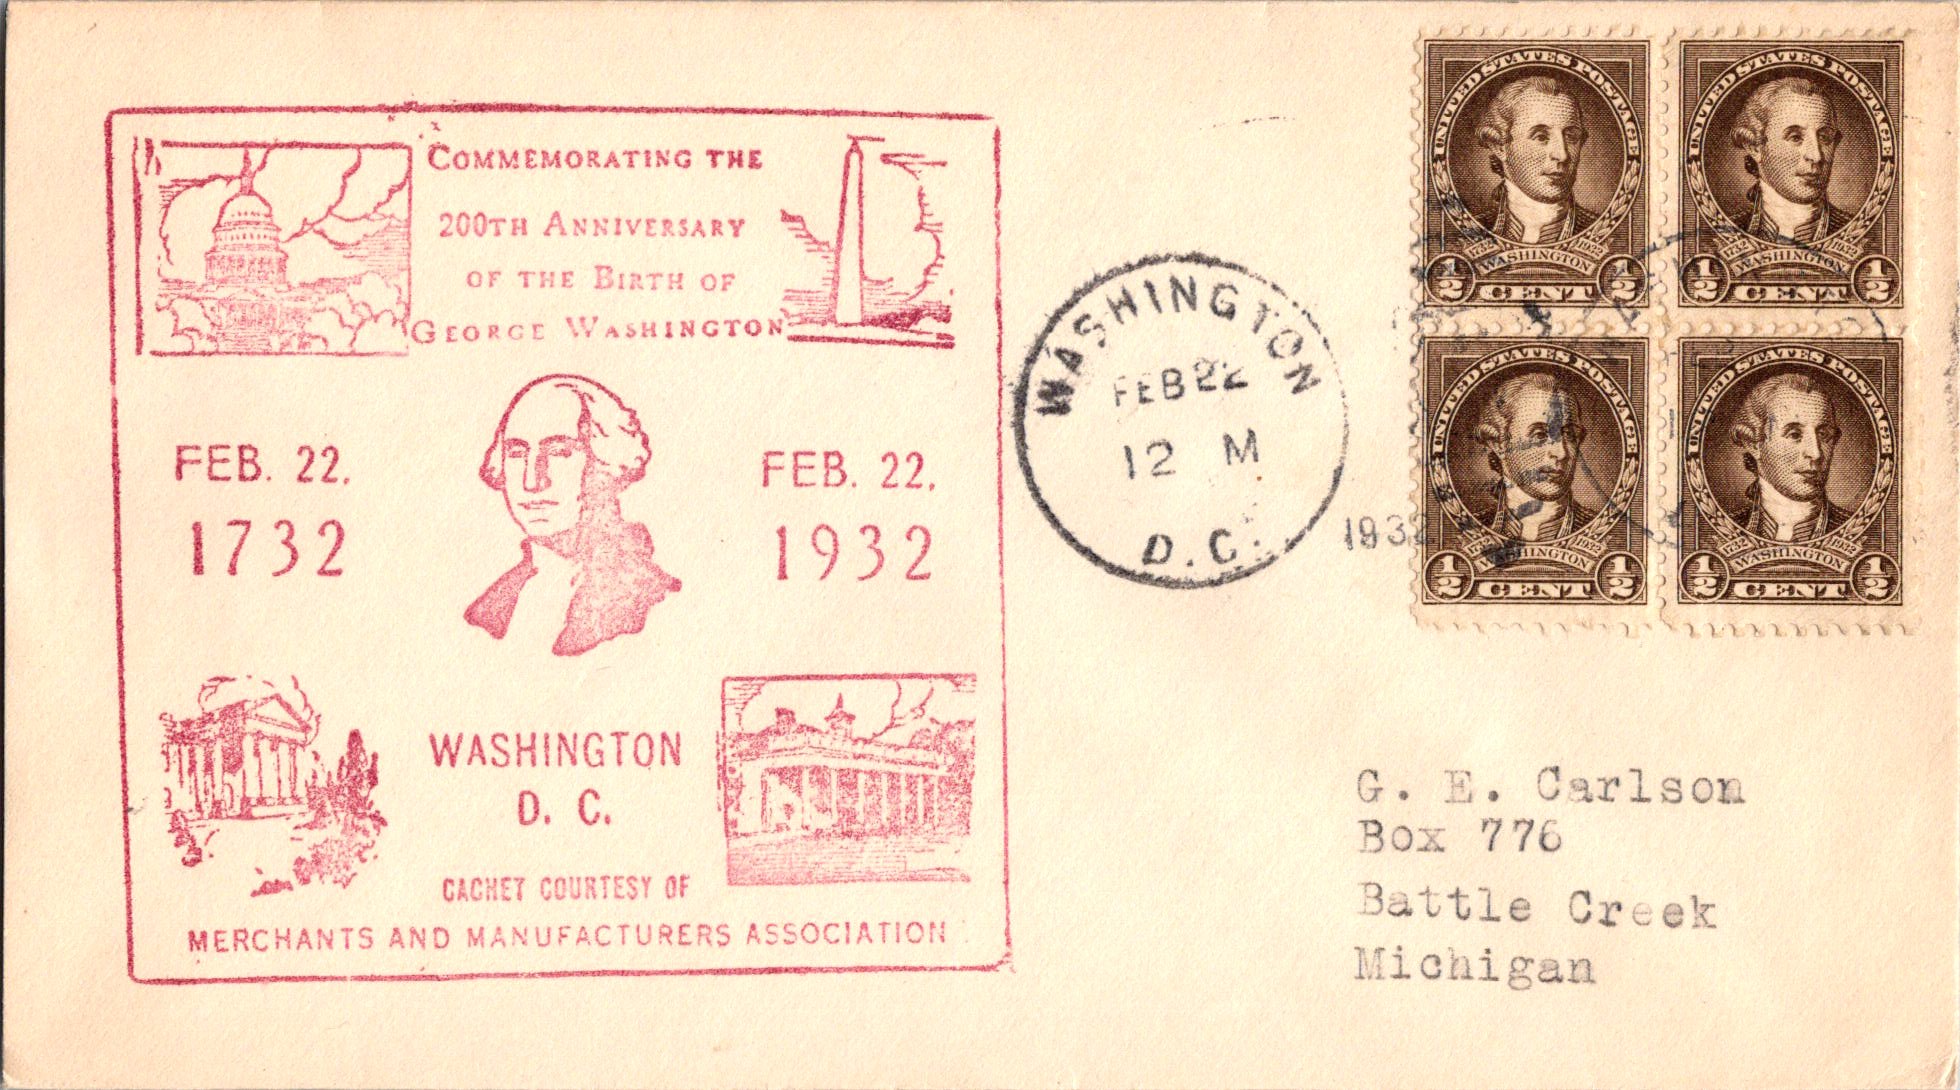 COMMEMORATING THE
200TH ANNIVERSARY
OF THE BIRTH OF
GEORGE WASHINGTON
FEB. 22.
1732
FEB. 22.
1932
WASHINGTON
D. C.
CACHET COURTESY OF
MERCHANTS AND MANUFACTURERS ASSOCIATION
WASHINGTON
FEB 22
12 M
D.C.
1932
UNITED STATES POSTAGE
1732 1932
WASHINGTON
1/2 CENT 1/2
UNITED STATES POSTAGE
1732 1932
WASHINGTON
1/2 CENT 1/2
UNITED STATES POSTAGE
1732 1932
WASHINGTON
1/2 CENT 1/2
UNITED STATES POSTAGE
1732 1932
WASHINGTON
1/2 CENT 1/2
G. E. Carlson
Box 776
Battle Creek
Michigan